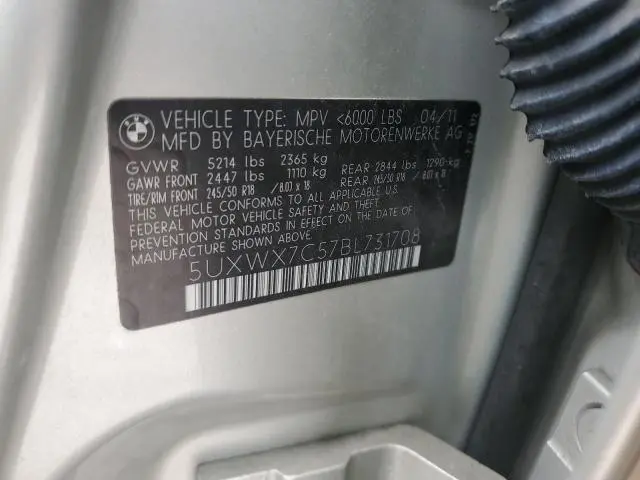 BMW
VEHICLE TYPE: MPV <6000 LBS 04/11
MFD BY BAYERISCHE MOTORENWERKE AG
GVWR 5214 lbs 2365 kg
GAWR FRONT 2447 lbs 1110 kg REAR 2844 lbs 1290 kg
TIRE/RIM FRONT 245/50 R18 /8.0J x 18 REAR 245/50 R18 /8.0J x 18
THIS VEHICLE CONFORMS TO ALL APPLICABLE U.S.
FEDERAL MOTOR VEHICLE SAFETY AND THEFT
PREVENTION STANDARDS IN EFFECT ON THE DATE OF
MANUFACTURE SHOWN ABOVE.
5UXWX7C57BL731708